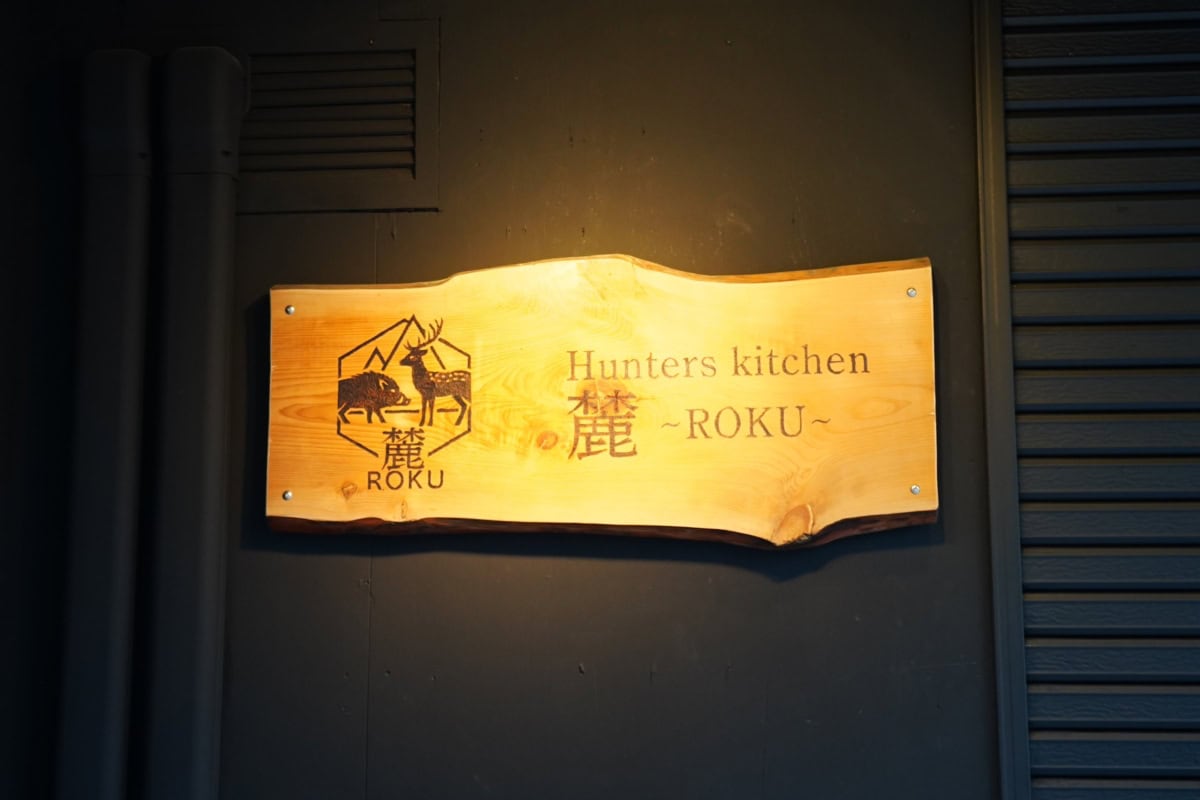 麓
ROKU
Hunters kitchen
麓 ~ROKU~